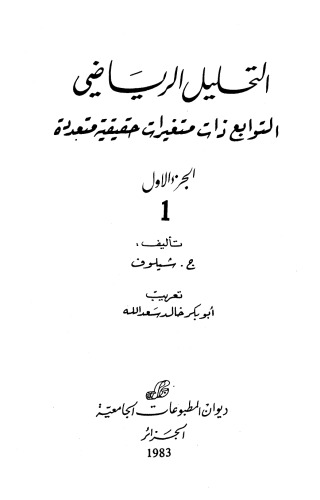 التحليل الرياضي
التوابع ذات متغيرات حقيقية متعددة
الجزء الاول
1
تأليف:
ج. شيلوف
تعريب
أبو بكر خالد سعد الله
ديوان المطبوعات الجامعية
الجزائر
1983